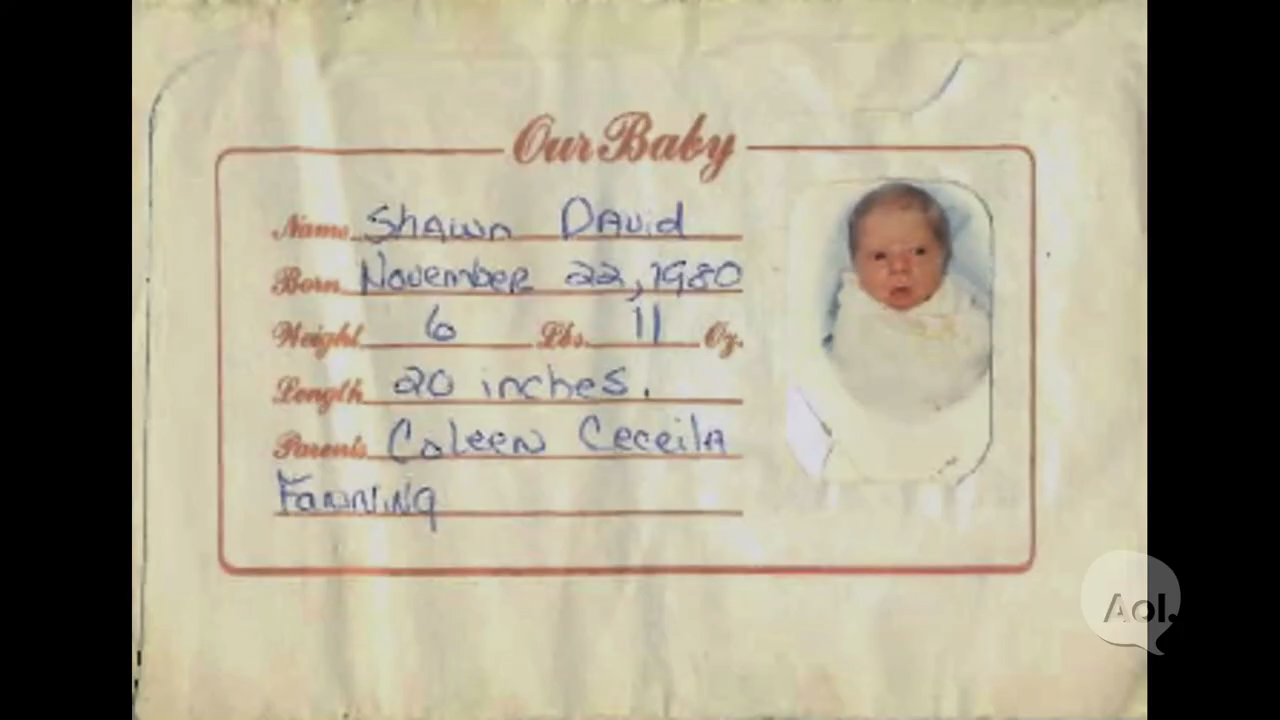 Our Baby
Name Shawn David
Born November 22, 1980
Weight 6 Lbs. 11 Oz.
Length 20 inches.
Parents Coleen Ceceila
Fanning
Aol.